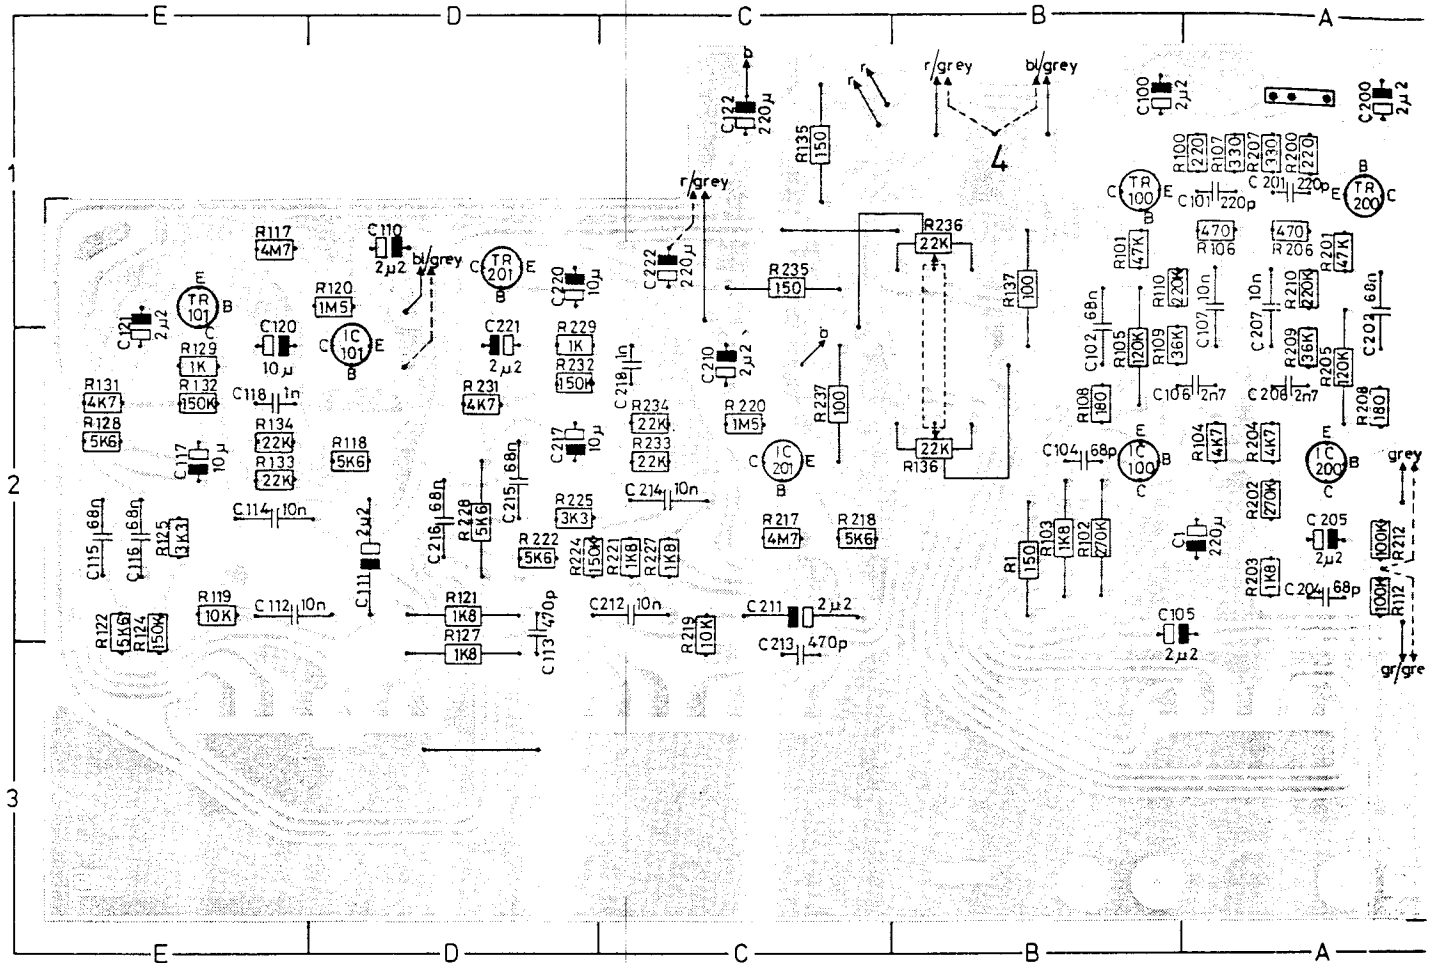 E D C B A
1
2
3
b
C122
220µ
R135
150
r
r
r/grey
bl/grey
4
C100
2µ2
C200
2µ2
R100
220
R107
330
R207
330
R200
220
C TR 100 E B
C101
220p
C201
220p
B E TR 200 C
470
R106
470
R206
R101
47K
R201
47K
R117
4M7
C110
2µ2
bl/grey
C TR 201 E B
C220
10µ
r/grey
C222
220µ
R236
22K
R235
150
R137
100
R110
220K
C107
10n
C207
10n
R210
220K
C202
68n
E TR 101 B C
R120
1M5
C121
2µ2
C120
10µ
C IC 101 E B
C221
2µ2
R229
1K
R232
150K
C218
1n
C210
2µ2
a
R237
100
C102
68n
R105
120K
R109
36K
R209
36K
R205
120K
R129
1K
R131
4K7
R132
150K
C118
1n
R231
4K7
R128
5K6
R134
22K
R133
22K
R118
5K6
C117
10µ
C217
10µ
R234
22K
R233
22K
R220
1M5
C IC 201 E B
22K
R136
R108
180
C106
2n7
C208
2n7
R208
180
C104
68p
E IC 100 B C
R104
4K7
R204
4K7
E IC 200 B C
grey
C115
68n
C116
68n
R125
3K3
C114
10n
2µ2
C111
C216
68n
R228
5K6
C215
68n
R225
3K3
R222
5K6
C214
10n
R224
150K
R221
1K8
R227
1K8
R217
4M7
R218
5K6
R1
150
R103
1K8
R102
270K
C1
220µ
R202
270K
C205
2µ2
R203
1K8
C204
68p
100K
R212
100K
R112
R122
5K6
R124
150K
R119
10K
C112
10n
R121
1K8
R127
1K8
C113
470p
C212
10n
R219
10K
C211
2µ2
C213
470p
C105
2µ2
gr/gre
E D C B A